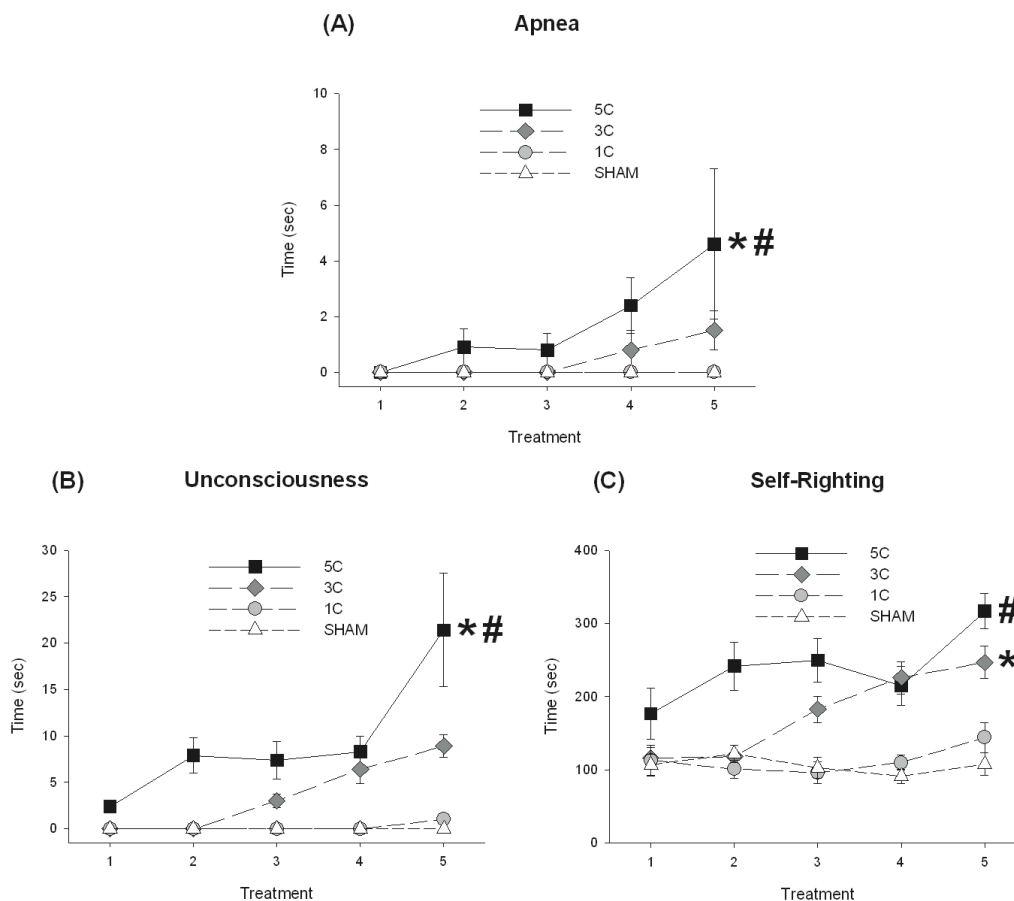 (A) Apnea
10
8
6
4
2
0
Time (sec)
5C
3C
1C
SHAM
* #
1 2 3 4 5
Treatment
(B) Unconsciousness
30
25
20
15
10
5
0
Time (sec)
5C
3C
1C
SHAM
* #
1 2 3 4 5
Treatment
(C) Self-Righting
400
300
200
100
0
Time (sec)
5C
3C
1C
SHAM
#
*
1 2 3 4 5
Treatment